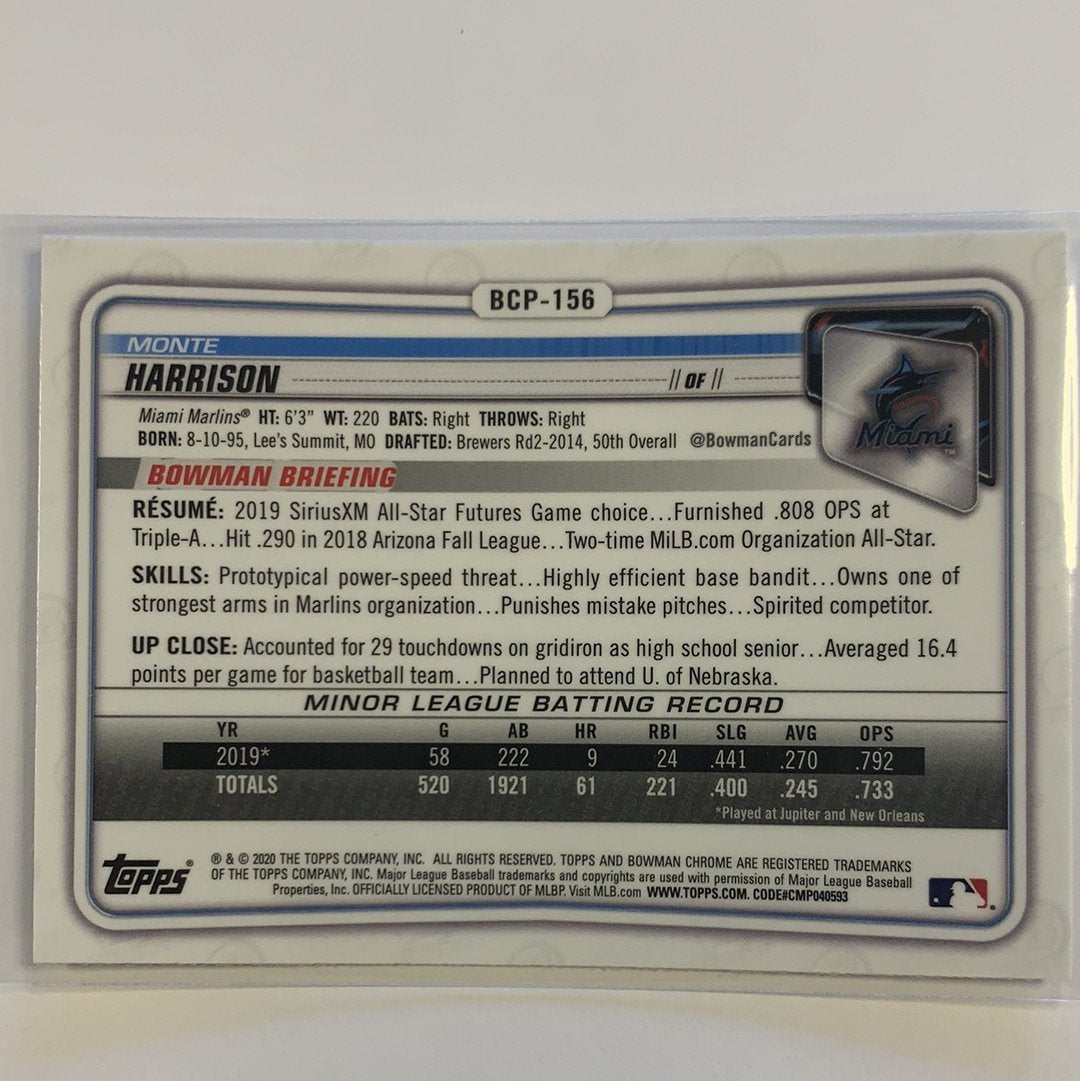 BCP-156
MONTE
HARRISON // OF //
Miami Marlins® HT: 6'3" WT: 220 BATS: Right THROWS: Right
BORN: 8-10-95, Lee's Summit, MO DRAFTED: Brewers Rd2-2014, 50th Overall @BowmanCards
Miami
BOWMAN BRIEFING
RÉSUMÉ: 2019 SiriusXM All-Star Futures Game choice...Furnished .808 OPS at
Triple-A...Hit .290 in 2018 Arizona Fall League...Two-time MiLB.com Organization All-Star.
SKILLS: Prototypical power-speed threat...Highly efficient base bandit...Owns one of
strongest arms in Marlins organization...Punishes mistake pitches...Spirited competitor.
UP CLOSE: Accounted for 29 touchdowns on gridiron as high school senior...Averaged 16.4
points per game for basketball team...Planned to attend U. of Nebraska.
MINOR LEAGUE BATTING RECORD
YR G AB HR RBI SLG AVG OPS
2019* 58 222 9 24 .441 .270 .792
TOTALS 520 1921 61 221 .400 .245 .733
*Played at Jupiter and New Orleans
Topps®
® & © 2020 THE TOPPS COMPANY, INC. ALL RIGHTS RESERVED. TOPPS AND BOWMAN CHROME ARE REGISTERED TRADEMARKS
OF THE TOPPS COMPANY, INC. Major League Baseball trademarks and copyrights are used with permission of Major League Baseball
Properties, Inc. OFFICIALLY LICENSED PRODUCT OF MLBP. Visit MLB.com WWW.TOPPS.COM. CODE#CMP040593